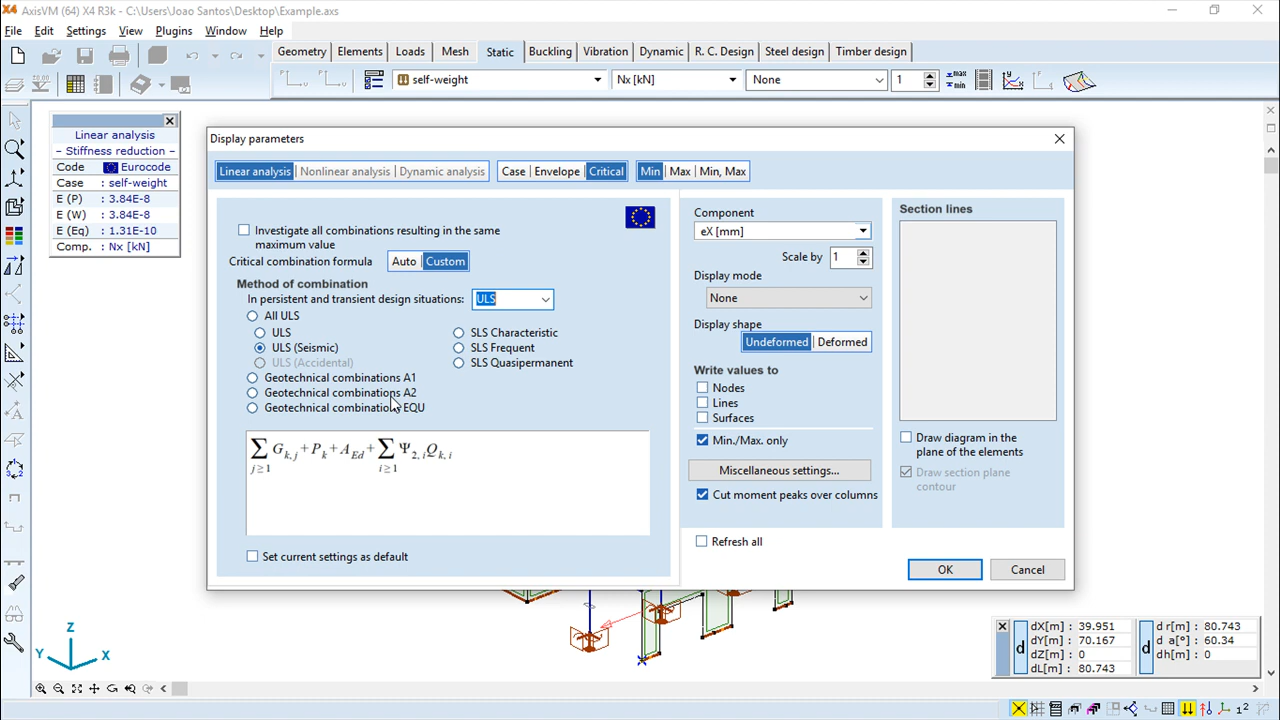 X4 AxisVM (64) X4 R3k - C:\Users\Joao Santos\Desktop\Example.axs
File Edit Settings View Plugins Window Help
Geometry Elements Loads Mesh Static Buckling Vibration Dynamic R. C. Design Steel design Timber design
self-weight Nx [kN] None 1 max min
Linear analysis
- Stiffness reduction -
Code : Eurocode
Case : self-weight
E (P) : 3.84E-8
E (W) : 3.84E-8
E (Eq) : 1.31E-10
Comp. : Nx [kN]
Display parameters
Linear analysis Nonlinear analysis Dynamic analysis Case Envelope Critical Min Max Min, Max
Investigate all combinations resulting in the same
maximum value
Critical combination formula Auto Custom
Method of combination
In persistent and transient design situations: ULS
All ULS
ULS SLS Characteristic
ULS (Seismic) SLS Frequent
ULS (Accidental) SLS Quasipermanent
Geotechnical combinations A1
Geotechnical combinations A2
Geotechnical combinations EQU
∑ j≥1 G k,j + P k + A Ed + ∑ i≥1 Ψ 2,i Q k,i
Set current settings as default
Component
eX [mm]
Scale by 1
Display mode
None
Display shape
Undeformed Deformed
Write values to
Nodes
Lines
Surfaces
Min./Max. only
Miscellaneous settings...
Cut moment peaks over columns
Refresh all
Section lines
Draw diagram in the
plane of the elements
Draw section plane
contour
OK Cancel
Z
Y X
d dX[m] : 39.951
dY[m] : 70.167
dZ[m] : 0
dL[m] : 80.743
d d r[m] : 80.743
d a[°] : 60.34
dh[m] : 0